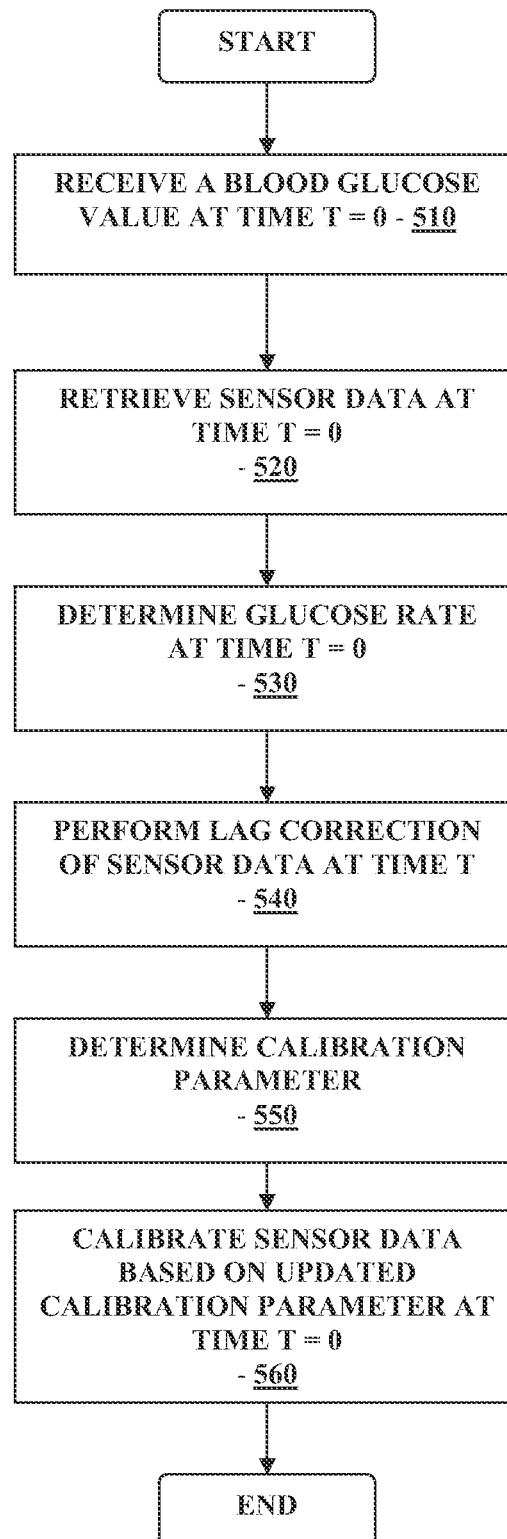 START
RECEIVE A BLOOD GLUCOSE
VALUE AT TIME T = 0 - 510
RETRIEVE SENSOR DATA AT
TIME T = 0
- 520
DETERMINE GLUCOSE RATE
AT TIME T = 0
- 530
PERFORM LAG CORRECTION
OF SENSOR DATA AT TIME T
- 540
DETERMINE CALIBRATION
PARAMETER
- 550
CALIBRATE SENSOR DATA
BASED ON UPDATED
CALIBRATION PARAMETER AT
TIME T = 0
- 560
END